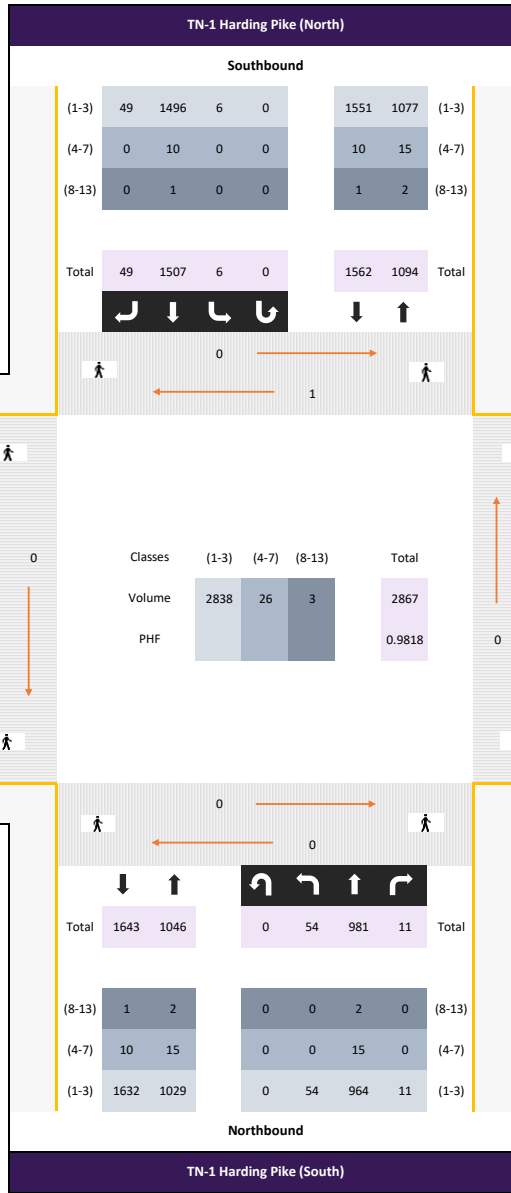 TN-1 Harding Pike (North)
Southbound
(1-3) 49 1496 6 0 1551 1077 (1-3)
(4-7) 0 10 0 0 10 15 (4-7)
(8-13) 0 1 0 0 1 2 (8-13)
Total 49 1507 6 0 1562 1094 Total
0
1
0
Classes (1-3) (4-7) (8-13) Total
Volume 2838 26 3 2867
PHF 0.9818
0
0
0
Total 1643 1046 0 54 981 11 Total
(8-13) 1 2 0 0 2 0 (8-13)
(4-7) 10 15 0 0 15 0 (4-7)
(1-3) 1632 1029 0 54 964 11 (1-3)
Northbound
TN-1 Harding Pike (South)